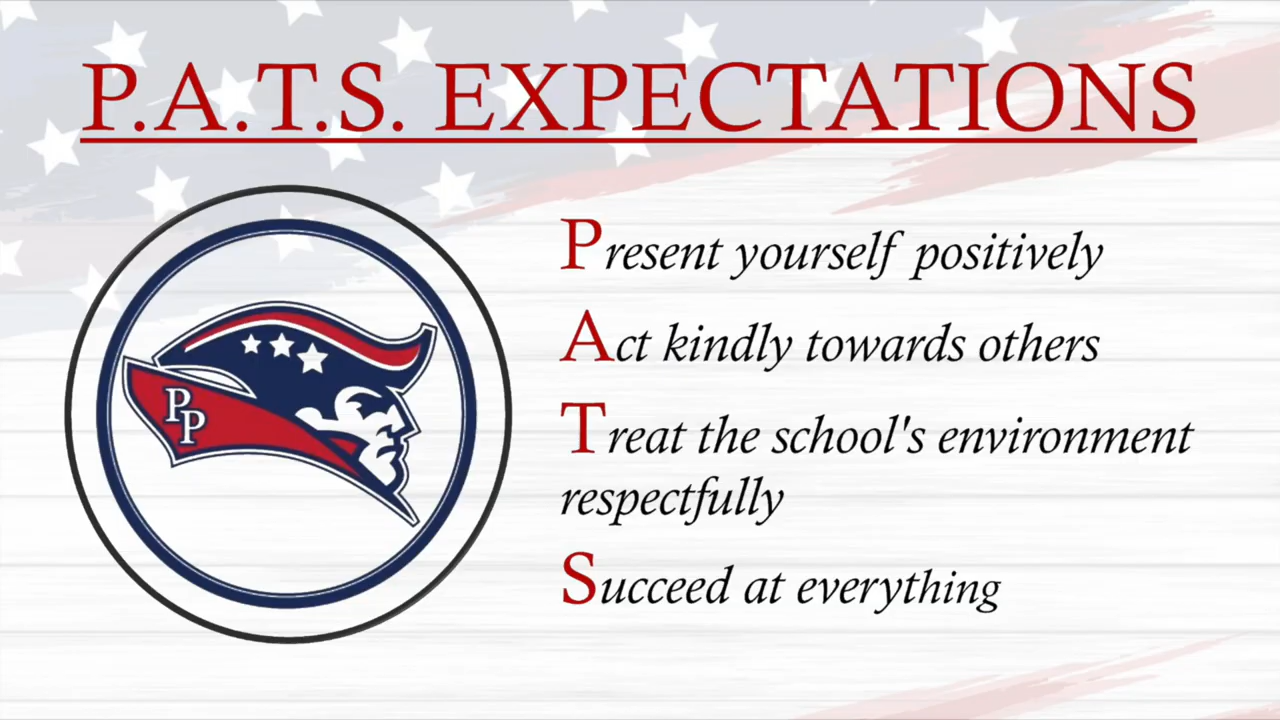 P.A.T.S. EXPECTATIONS
Present yourself positively
Act kindly towards others
Treat the school's environment
respectfully
Succeed at everything
PP